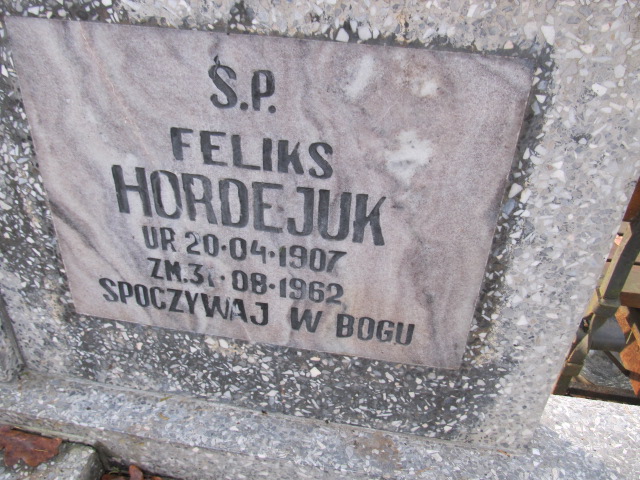 Ś.P.
FELIKS
HORDEJUK
UR 20·04·1907
ZM.31·08·1962
SPOCZYWAJ W BOGU